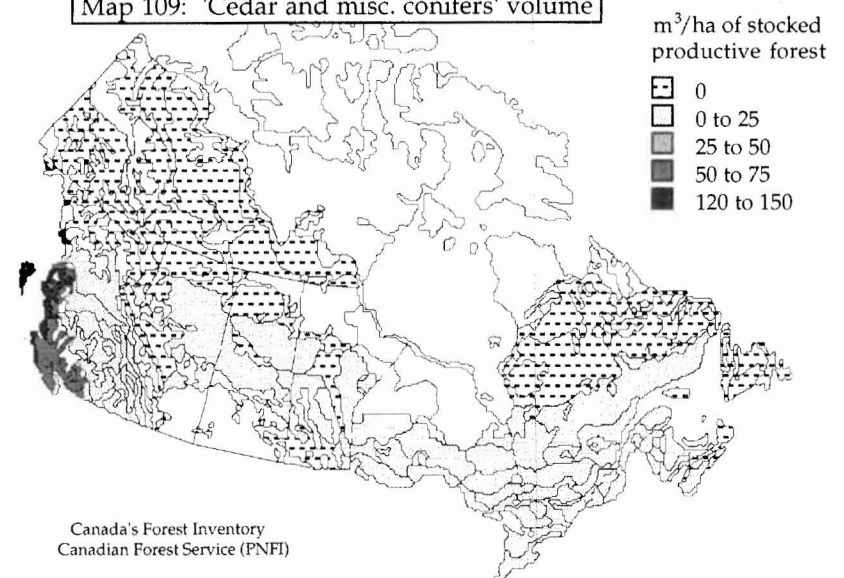 Map 109: 'Cedar and misc. conifers' volume
m³/ha of stocked
productive forest
0
0 to 25
25 to 50
50 to 75
120 to 150
Canada's Forest Inventory
Canadian Forest Service (PNFI)